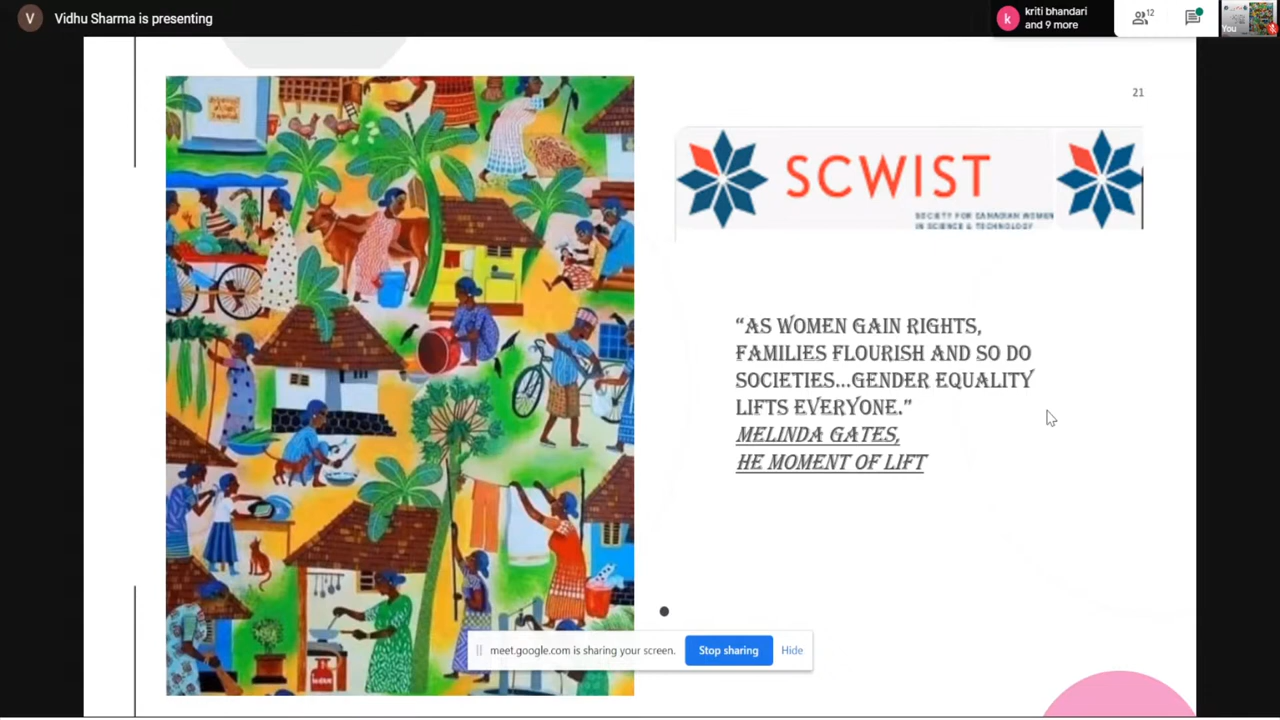 V
Vidhu Sharma is presenting
k
kriti bhandari
and 9 more
12
You
21
SCWIST
SOCIETY FOR CANADIAN WOMEN
IN SCIENCE & TECHNOLOGY
“AS WOMEN GAIN RIGHTS,
FAMILIES FLOURISH AND SO DO
SOCIETIES...GENDER EQUALITY
LIFTS EVERYONE.”
MELINDA GATES,
HE MOMENT OF LIFT
meet.google.com is sharing your screen.
Stop sharing
Hide